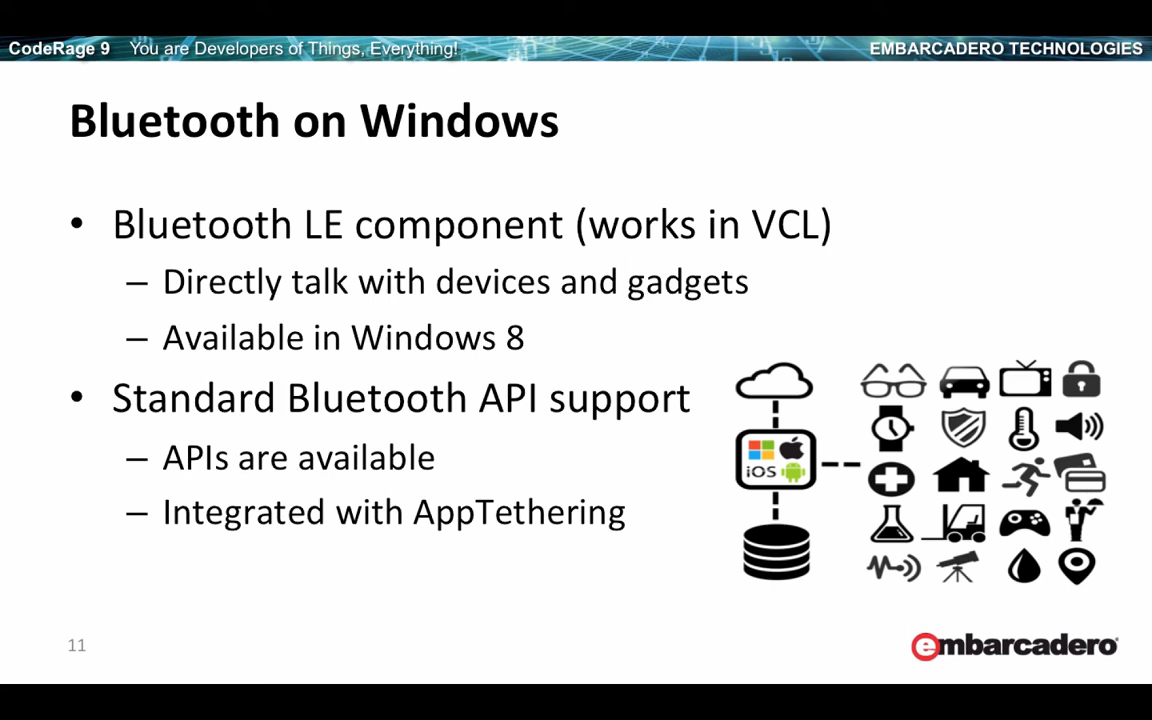 CodeRage 9 You are Developers of Things, Everything! EMBARCADERO TECHNOLOGIES
Bluetooth on Windows
• Bluetooth LE component (works in VCL)
– Directly talk with devices and gadgets
– Available in Windows 8
• Standard Bluetooth API support
– APIs are available
– Integrated with AppTethering
iOS
11
embarcadero